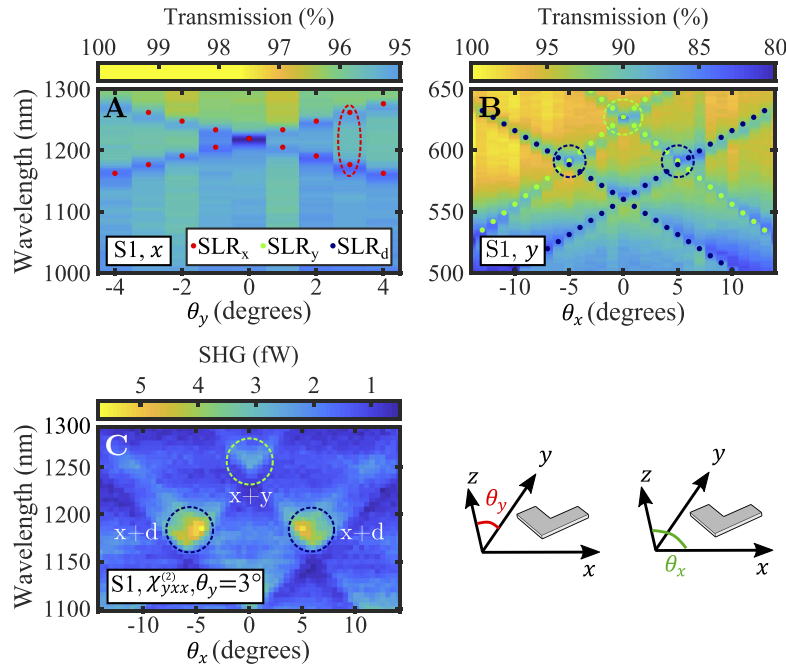 Transmission (%)
100 99 98 97 96 95
A
Wavelength (nm)
1300
1200
1100
1000
S1, x
SLRx SLRy SLRd
-4 -2 0 2 4
θy (degrees)
Transmission (%)
100 95 90 85 80
B
Wavelength (nm)
650
600
550
500
S1, y
-10 -5 0 5 10
θx (degrees)
SHG (fW)
5 4 3 2 1
C
Wavelength (nm)
1300
1250
1200
1150
1100
x+y
x+d x+d
S1, χ(2)yxx, θy=3°
-10 -5 0 5 10
θx (degrees)
z y
θy
x
z y
θx
x